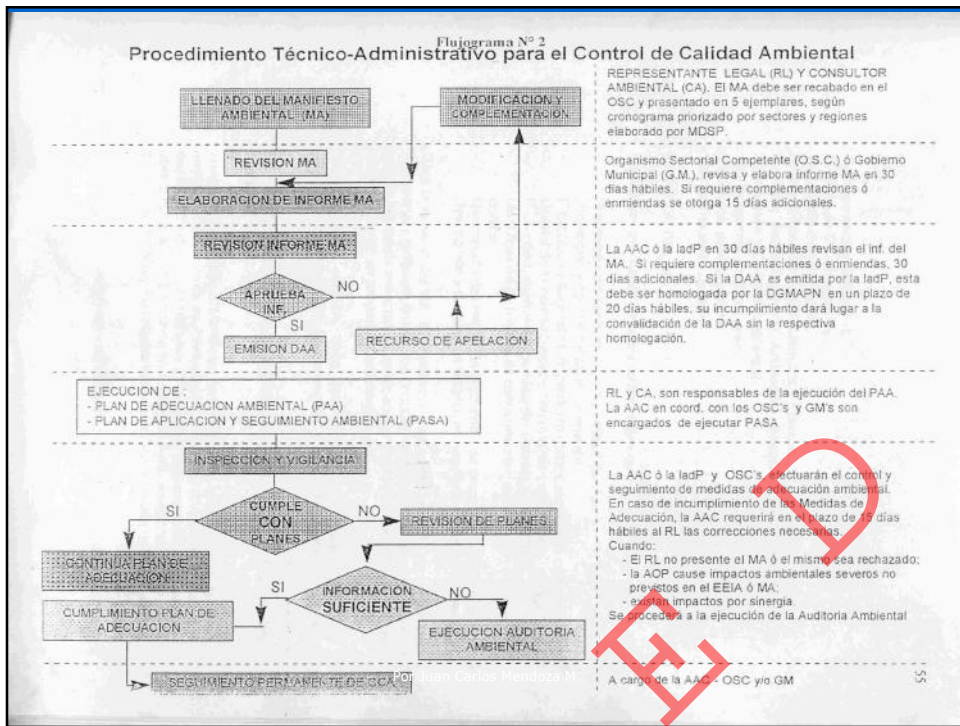 Flujograma N° 2
Procedimiento Técnico-Administrativo para el Control de Calidad Ambiental
LLENADO DEL MANIFIESTO
AMBIENTAL (MA)
MODIFICACION Y
COMPLEMENTACIÓN
REPRESENTANTE LEGAL (RL) Y CONSULTOR
AMBIENTAL (CA). El MA debe ser recabado en el
OSC y presentado en 5 ejemplares, según
cronograma priorizado por sectores y regiones
elaborado por MDSP.
REVISION MA
ELABORACION DE INFORME MA
Organismo Sectorial Competente (O.S.C.) ó Gobierno
Municipal (G.M.), revisa y elabora informe MA en 30
días hábiles. Si requiere complementaciones ó
enmiendas se otorga 15 días adicionales.
REVISION INFORME MA
APRUEBA
INF.
NO
SI
EMISION DAA
RECURSO DE APELACION
La AAC ó la IadP en 30 días hábiles revisan el inf. del
MA. Si requiere complementaciones ó enmiendas, 30
días adicionales. Si la DAA es emitida por la IadP, esta
debe ser homologada por la DGMAPN en un plazo de
20 días hábiles, su incumplimiento dará lugar a la
convalidación de la DAA sin la respectiva
homologación.
EJECUCION DE :
- PLAN DE ADECUACION AMBIENTAL (PAA)
- PLAN DE APLICACION Y SEGUIMIENTO AMBIENTAL (PASA)
RL y CA, son responsables de la ejecución del PAA.
La AAC en coord. con los OSC's y GM's son
encargados de ejecutar PASA
INSPECCION Y VIGILANCIA
CUMPLE
CON
PLANES
SI
NO
REVISION DE PLANES
CONTINUA PLAN DE
ADECUACION
CUMPLIMIENTO PLAN DE
ADECUACION
SI
INFORMACION
SUFICIENTE
NO
EJECUCION AUDITORIA
AMBIENTAL
La AAC ó la IadP y OSC's, efectuarán el control y
seguimiento de medidas de adecuación ambiental.
En caso de incumplimiento de las Medidas de
Adecuación, la AAC requerirá en el plazo de 15 días
hábiles al RL las correcciones necesarias.
Cuando:
- El RL no presente el MA ó el mismo sea rechazado;
- la AOP cause impactos ambientales severos no
previstos en el EEIA ó MA;
- existan impactos por sinergia.
Se procederá a la ejecución de la Auditoria Ambiental
SEGUIMIENTO PERMANENTE DE CCA
Por Juan Carlos Mendoza M
A cargo de la AAC - OSC y/o GM
55
E D